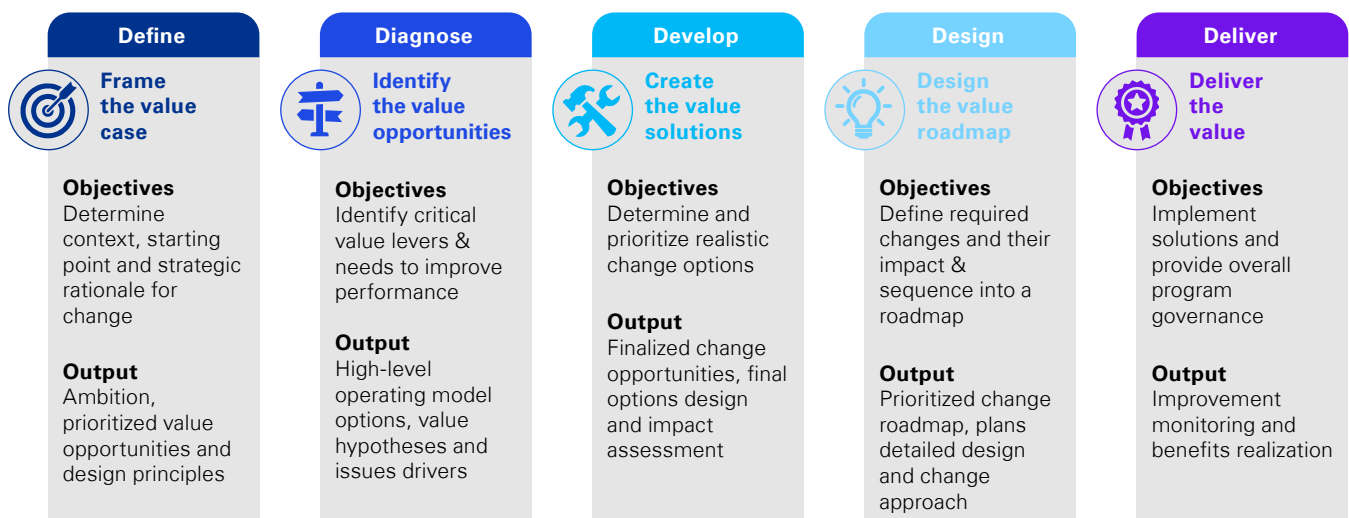 Define
Frame
the value
case
Objectives
Determine
context, starting
point and strategic
rationale for
change
Output
Ambition,
prioritized value
opportunities and
design principles
Diagnose
Identify
the value
opportunities
Objectives
Identify critical
value levers &
needs to improve
performance
Output
High-level
operating model
options, value
hypotheses and
issues drivers
Develop
Create
the value
solutions
Objectives
Determine and
prioritize realistic
change options
Output
Finalized change
opportunities, final
options design
and impact
assessment
Design
Design
the value
roadmap
Objectives
Define required
changes and their
impact &
sequence into a
roadmap
Output
Prioritized change
roadmap, plans
detailed design
and change
approach
Deliver
Deliver
the
value
Objectives
Implement
solutions and
provide overall
program
governance
Output
Improvement
monitoring and
benefits realization